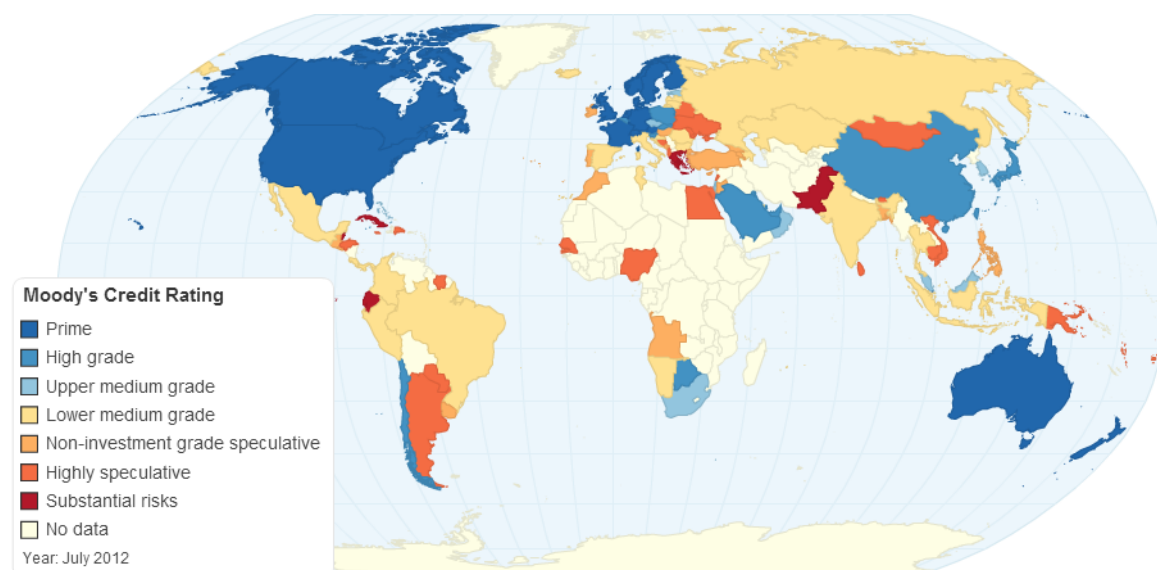 Moody's Credit Rating
Prime
High grade
Upper medium grade
Lower medium grade
Non-investment grade speculative
Highly speculative
Substantial risks
No data
Year: July 2012